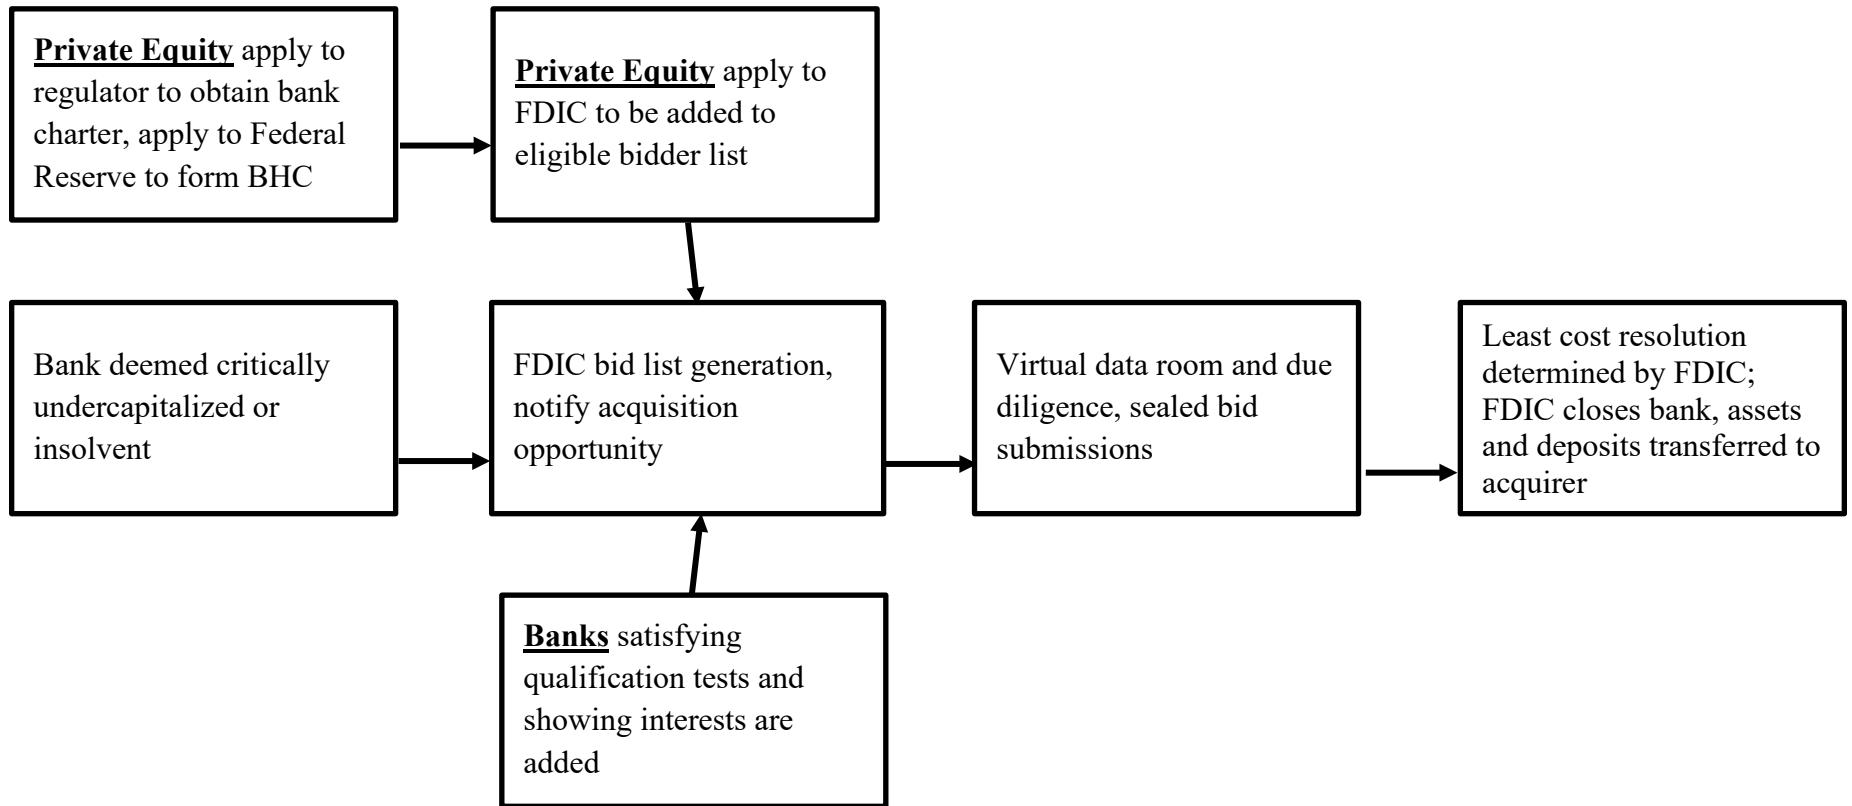 Private Equity apply to
regulator to obtain bank
charter, apply to Federal
Reserve to form BHC
Private Equity apply to
FDIC to be added to
eligible bidder list
Bank deemed critically
undercapitalized or
insolvent
FDIC bid list generation,
notify acquisition
opportunity
Virtual data room and due
diligence, sealed bid
submissions
Least cost resolution
determined by FDIC;
FDIC closes bank, assets
and deposits transferred to
acquirer
Banks satisfying
qualification tests and
showing interests are
added